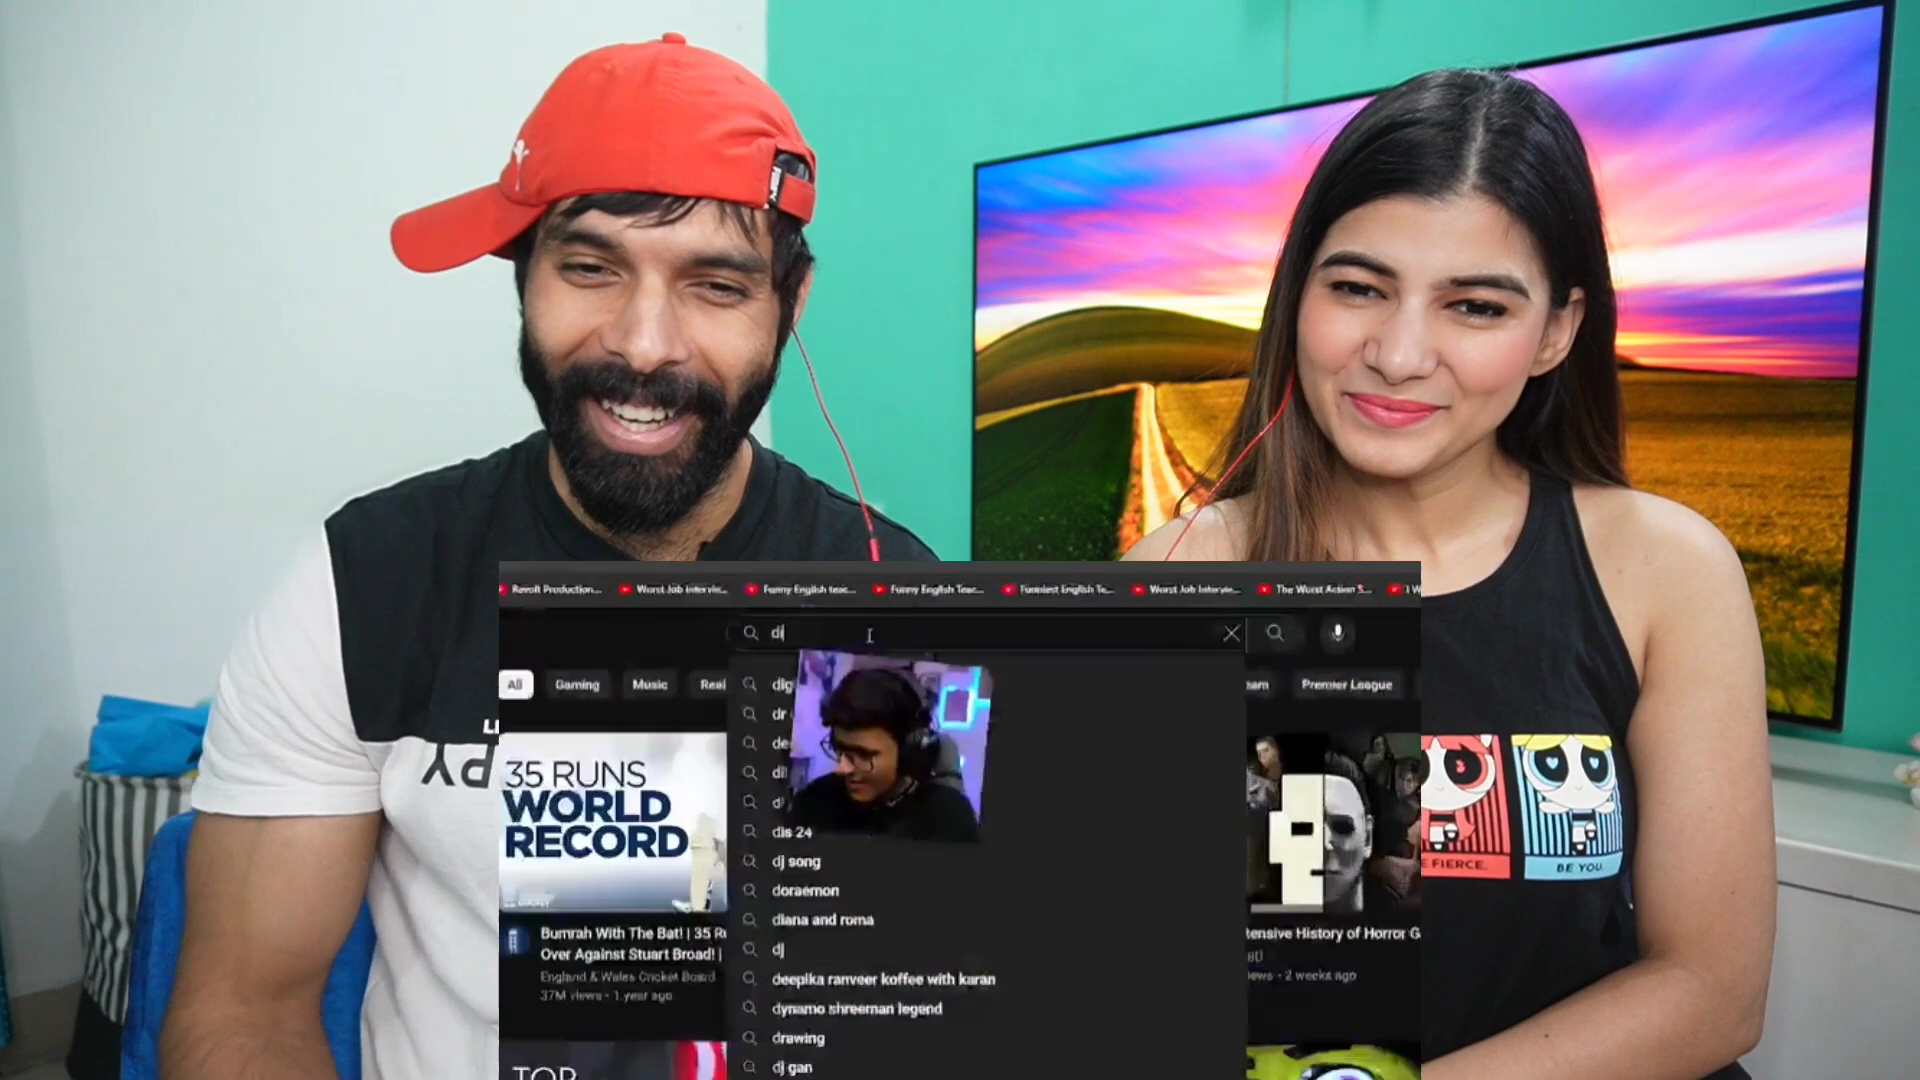 Revolt Production...
Worst Job Intervie...
Funny English teac...
Funny English Teac...
Funniest English Te...
Worst Job Intervie...
The Worst Action S...
di
All
Gaming
Music
Premier League
dis 24
dj song
doraemon
diana and roma
dj
deepika ranveer koffee with karan
dynamo shreeman legend
drawing
dj gan
35 RUNS
WORLD
RECORD
Bumrah With The Bat! | 35 R
Over Against Stuart Broad! |
England & Wales Cricket Board
37M views · 1 year ago
tensive History of Horror G
iews · 2 weeks ago
TOP
E FIERCE.
BE YOU.